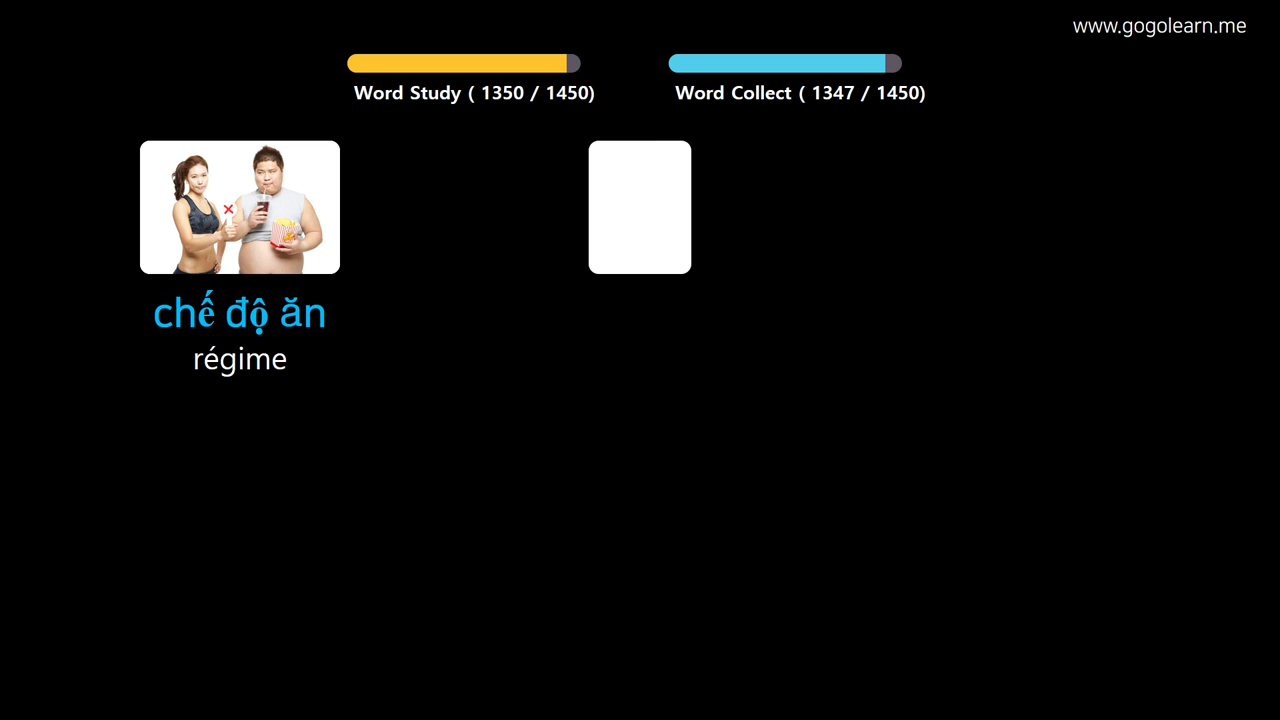 www.gogolearn.me
Word Study ( 1350 / 1450)
Word Collect ( 1347 / 1450)
chế độ ăn
régime